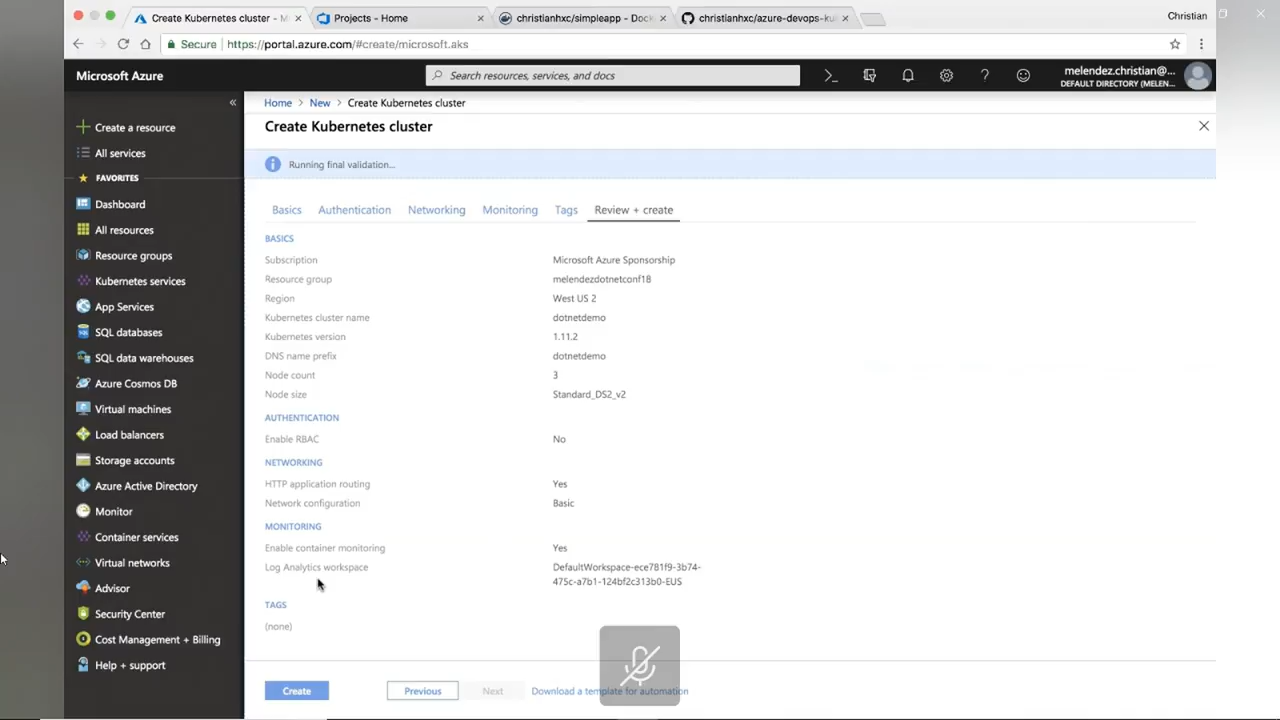 Create Kubernetes cluster - M
Projects - Home
christianhxc/simpleapp - Dock
christianhxc/azure-devops-ku
Christian
Secure
https://portal.azure.com/#create/microsoft.aks
Microsoft Azure
Search resources, services, and docs
melendez.christian@...
DEFAULT DIRECTORY (MELEN...
Home > New > Create Kubernetes cluster
Create Kubernetes cluster
Running final validation...
Create a resource
All services
FAVORITES
Dashboard
All resources
Resource groups
Kubernetes services
App Services
SQL databases
SQL data warehouses
Azure Cosmos DB
Virtual machines
Load balancers
Storage accounts
Azure Active Directory
Monitor
Container services
Virtual networks
Advisor
Security Center
Cost Management + Billing
Help + support
Basics Authentication Networking Monitoring Tags Review + create
BASICS
Subscription Microsoft Azure Sponsorship
Resource group melendezdotnetconf18
Region West US 2
Kubernetes cluster name dotnetdemo
Kubernetes version 1.11.2
DNS name prefix dotnetdemo
Node count 3
Node size Standard_DS2_v2
AUTHENTICATION
Enable RBAC No
NETWORKING
HTTP application routing Yes
Network configuration Basic
MONITORING
Enable container monitoring Yes
Log Analytics workspace DefaultWorkspace-ece781f9-3b74-
475c-a7b1-124bf2c313b0-EUS
TAGS
(none)
Create Previous Next Download a template for automation